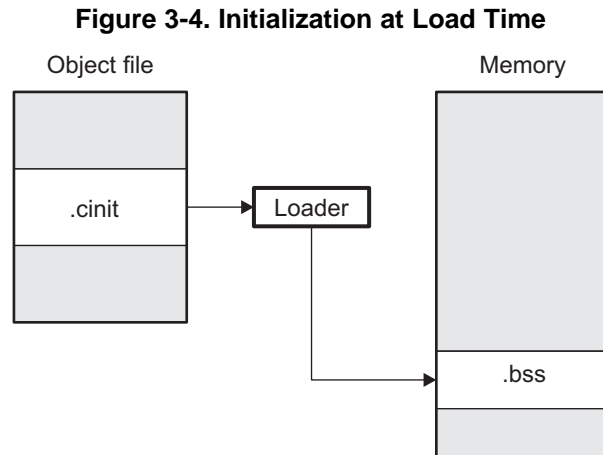 Figure 3-4. Initialization at Load Time
Object file
Memory
.cinit
Loader
.bss